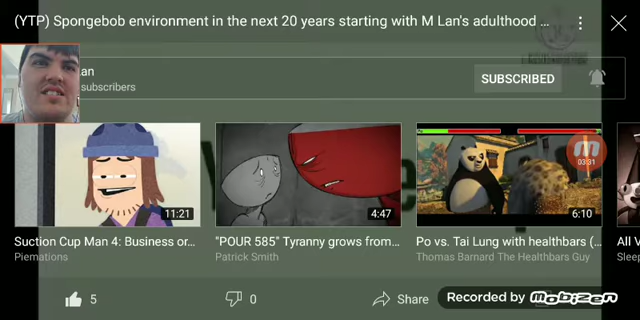 (YTP) Spongebob environment in the next 20 years starting with M Lan's adulthood ...
an
subscribers
SUBSCRIBED
11:21
4:47
03:31
6:10
Suction Cup Man 4: Business or...
"POUR 585" Tyranny grows from...
Po vs. Tai Lung with healthbars (...
All V
Piemations
Patrick Smith
Thomas Barnard The Healthbars Guy
Sleep
5
0
Share
Recorded by Mobizen